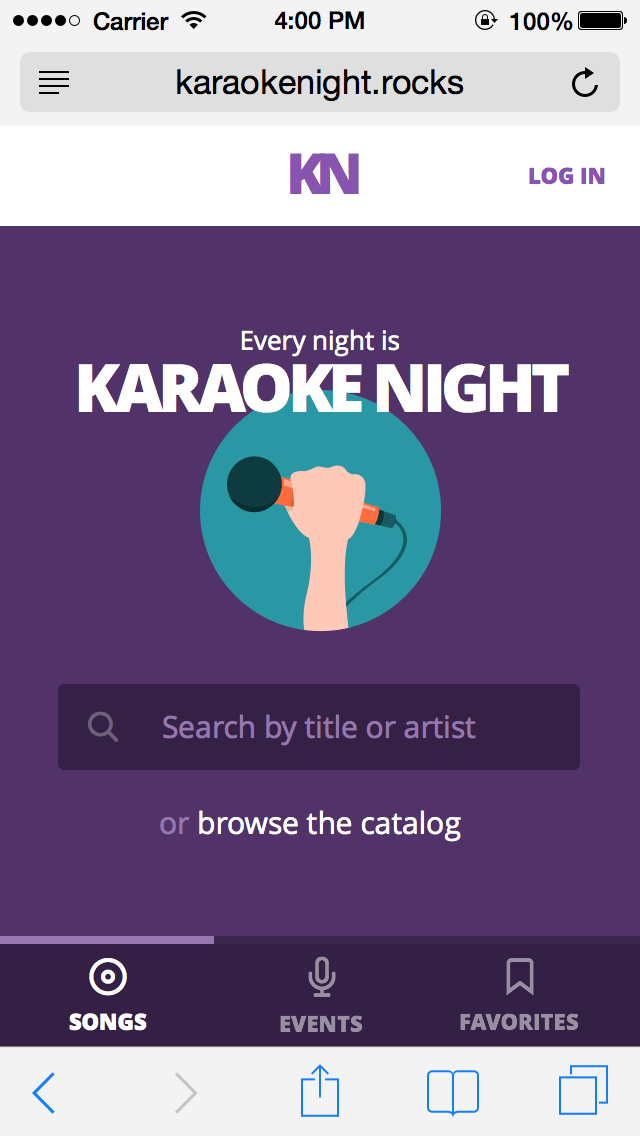 Carrier 4:00 PM 100%
karaokenight.rocks
KN LOG IN
Every night is
KARAOKE NIGHT
Search by title or artist
or browse the catalog
SONGS EVENTS FAVORITES